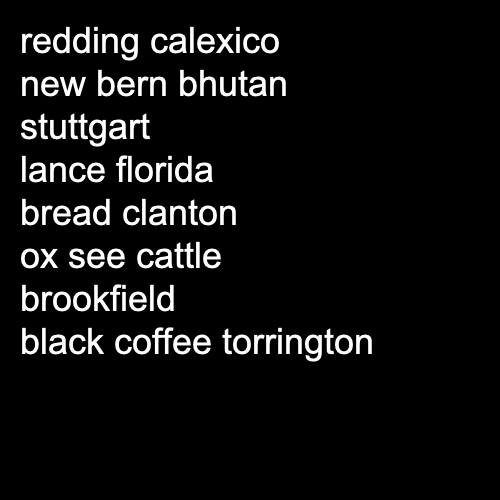 redding calexico
new bern bhutan
stuttgart
lance florida
bread clanton
ox see cattle
brookfield
black coffee torrington